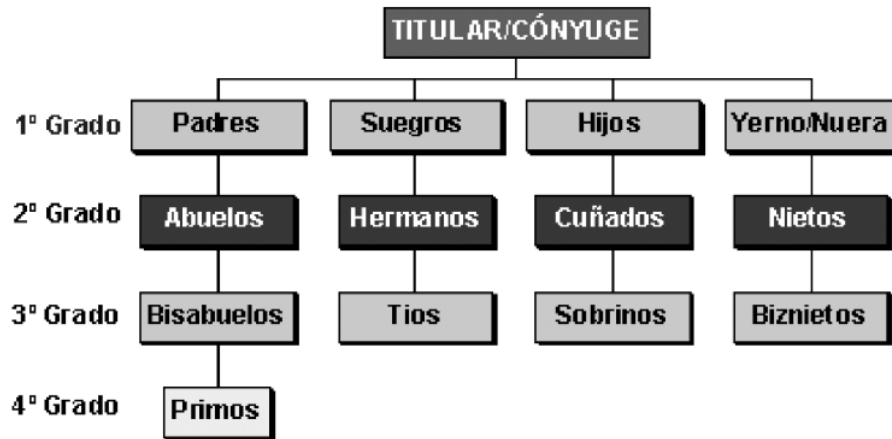 TITULAR/CÓNYUGE
1º Grado Padres Suegros Hijos Yerno/Nuera
2º Grado Abuelos Hermanos Cuñados Nietos
3º Grado Bisabuelos Tios Sobrinos Biznietos
4º Grado Primos